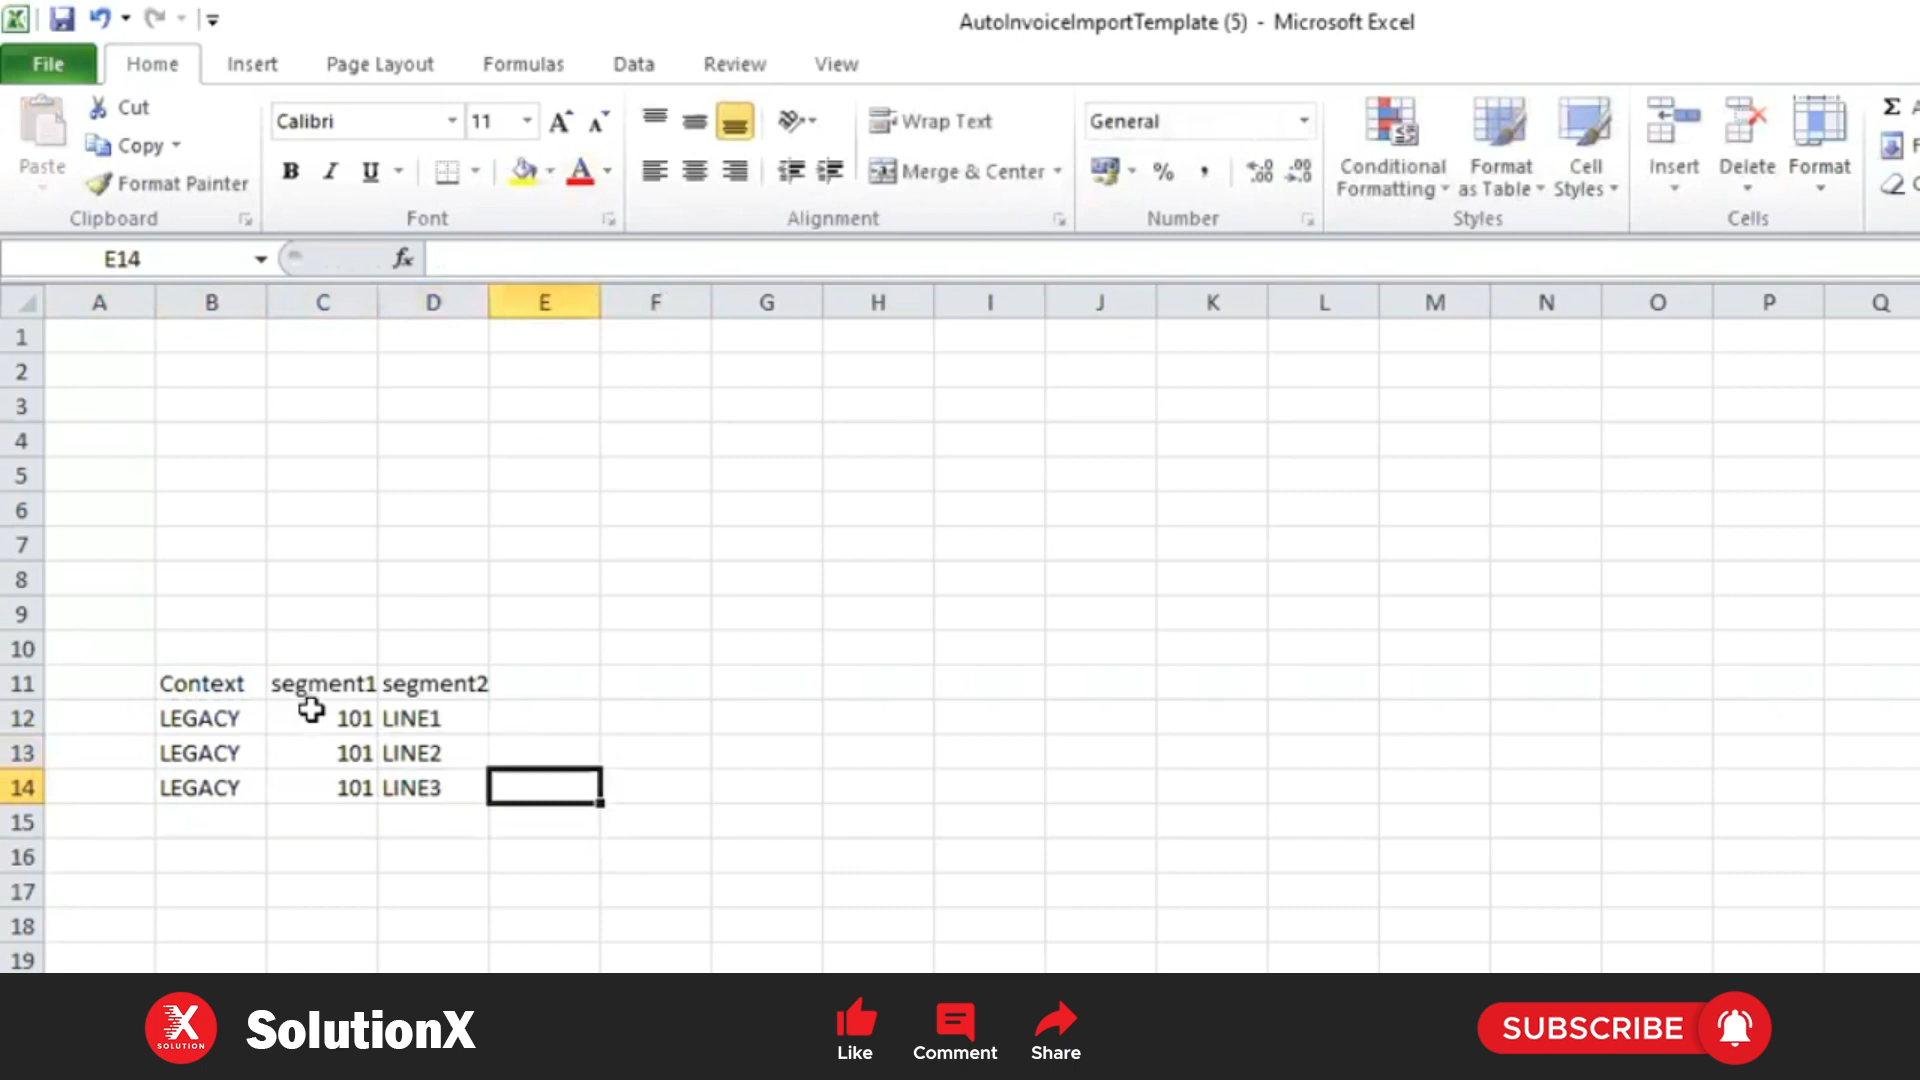 AutoInvoiceImportTemplate (5) - Microsoft Excel
File Home Insert Page Layout Formulas Data Review View
Paste
Cut
Copy
Format Painter
Clipboard
Calibri 11
B I U
Font
Wrap Text
Merge & Center
Alignment
General
% ,
Number
Conditional Formatting
Format as Table
Cell Styles
Styles
Insert Delete Format
Cells
Σ
E14 fx
A B C D E F G H I J K L M N O P Q
1
2
3
4
5
6
7
8
9
10
11 Context segment1 segment2
12 LEGACY 101 LINE1
13 LEGACY 101 LINE2
14 LEGACY 101 LINE3
15
16
17
18
19
X
SOLUTION
SolutionX
Like Comment Share
SUBSCRIBE